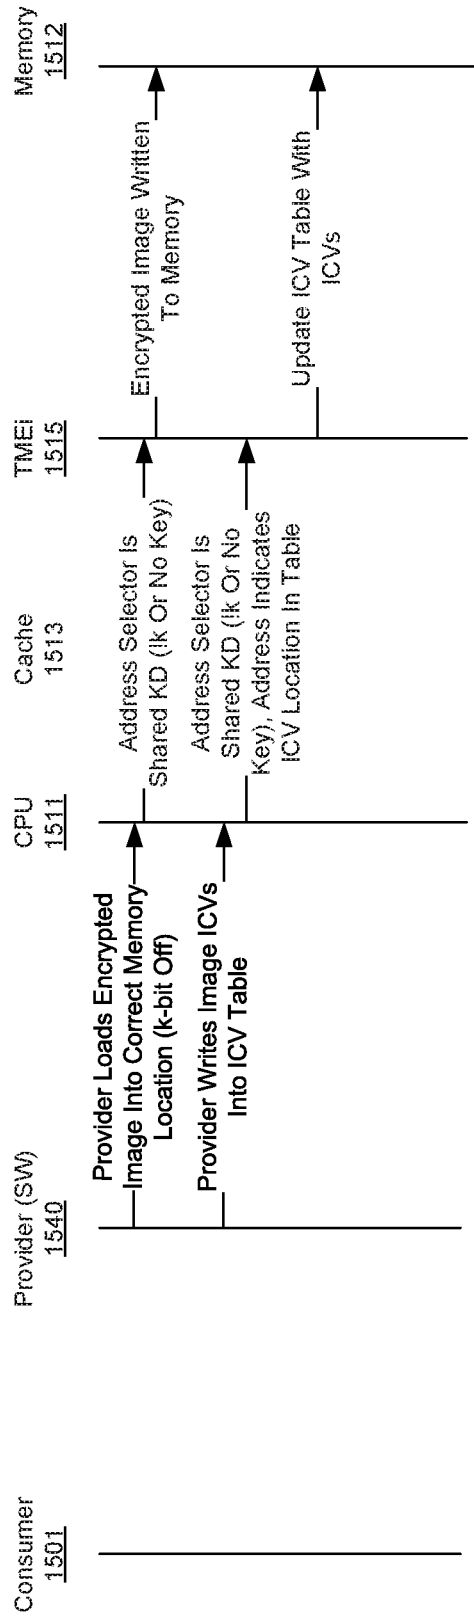 Consumer
1501
Provider (SW)
1540
CPU
1511
Cache
1513
TMEi
1515
Memory
1512
Provider Loads Encrypted
Image Into Correct Memory
Location (k-bit Off)
Address Selector Is
Shared KD (!k Or No Key)
Encrypted Image Written
To Memory
Provider Writes Image ICVs
Into ICV Table
Address Selector Is
Shared KD (!k Or No
Key), Address Indicates
ICV Location In Table
Update ICV Table With
ICVs